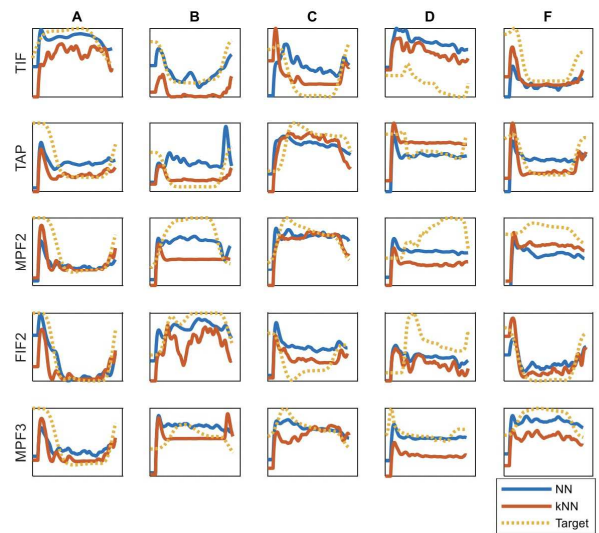 A B C D F
TIF
TAP
MPF2
FIF2
MPF3
NN
kNN
Target